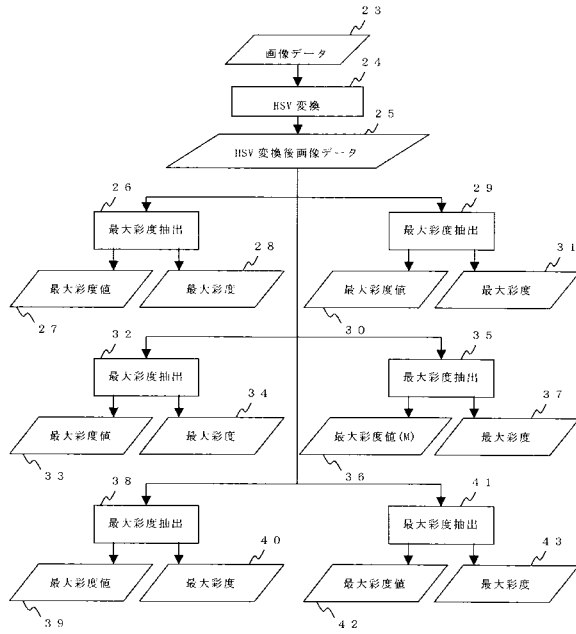 ２３
画像データ
２４
HSV 変換
２５
HSV 変換後画像データ
２６
２９
最大彩度抽出
最大彩度抽出
２８
３１
最大彩度値
最大彩度
最大彩度値
最大彩度
２７
３０
３２
３５
最大彩度抽出
最大彩度抽出
３４
３７
最大彩度値
最大彩度
最大彩度値(M)
最大彩度
３３
３６
３８
４１
最大彩度抽出
最大彩度抽出
４０
４３
最大彩度値
最大彩度
最大彩度値
最大彩度
３９
４２